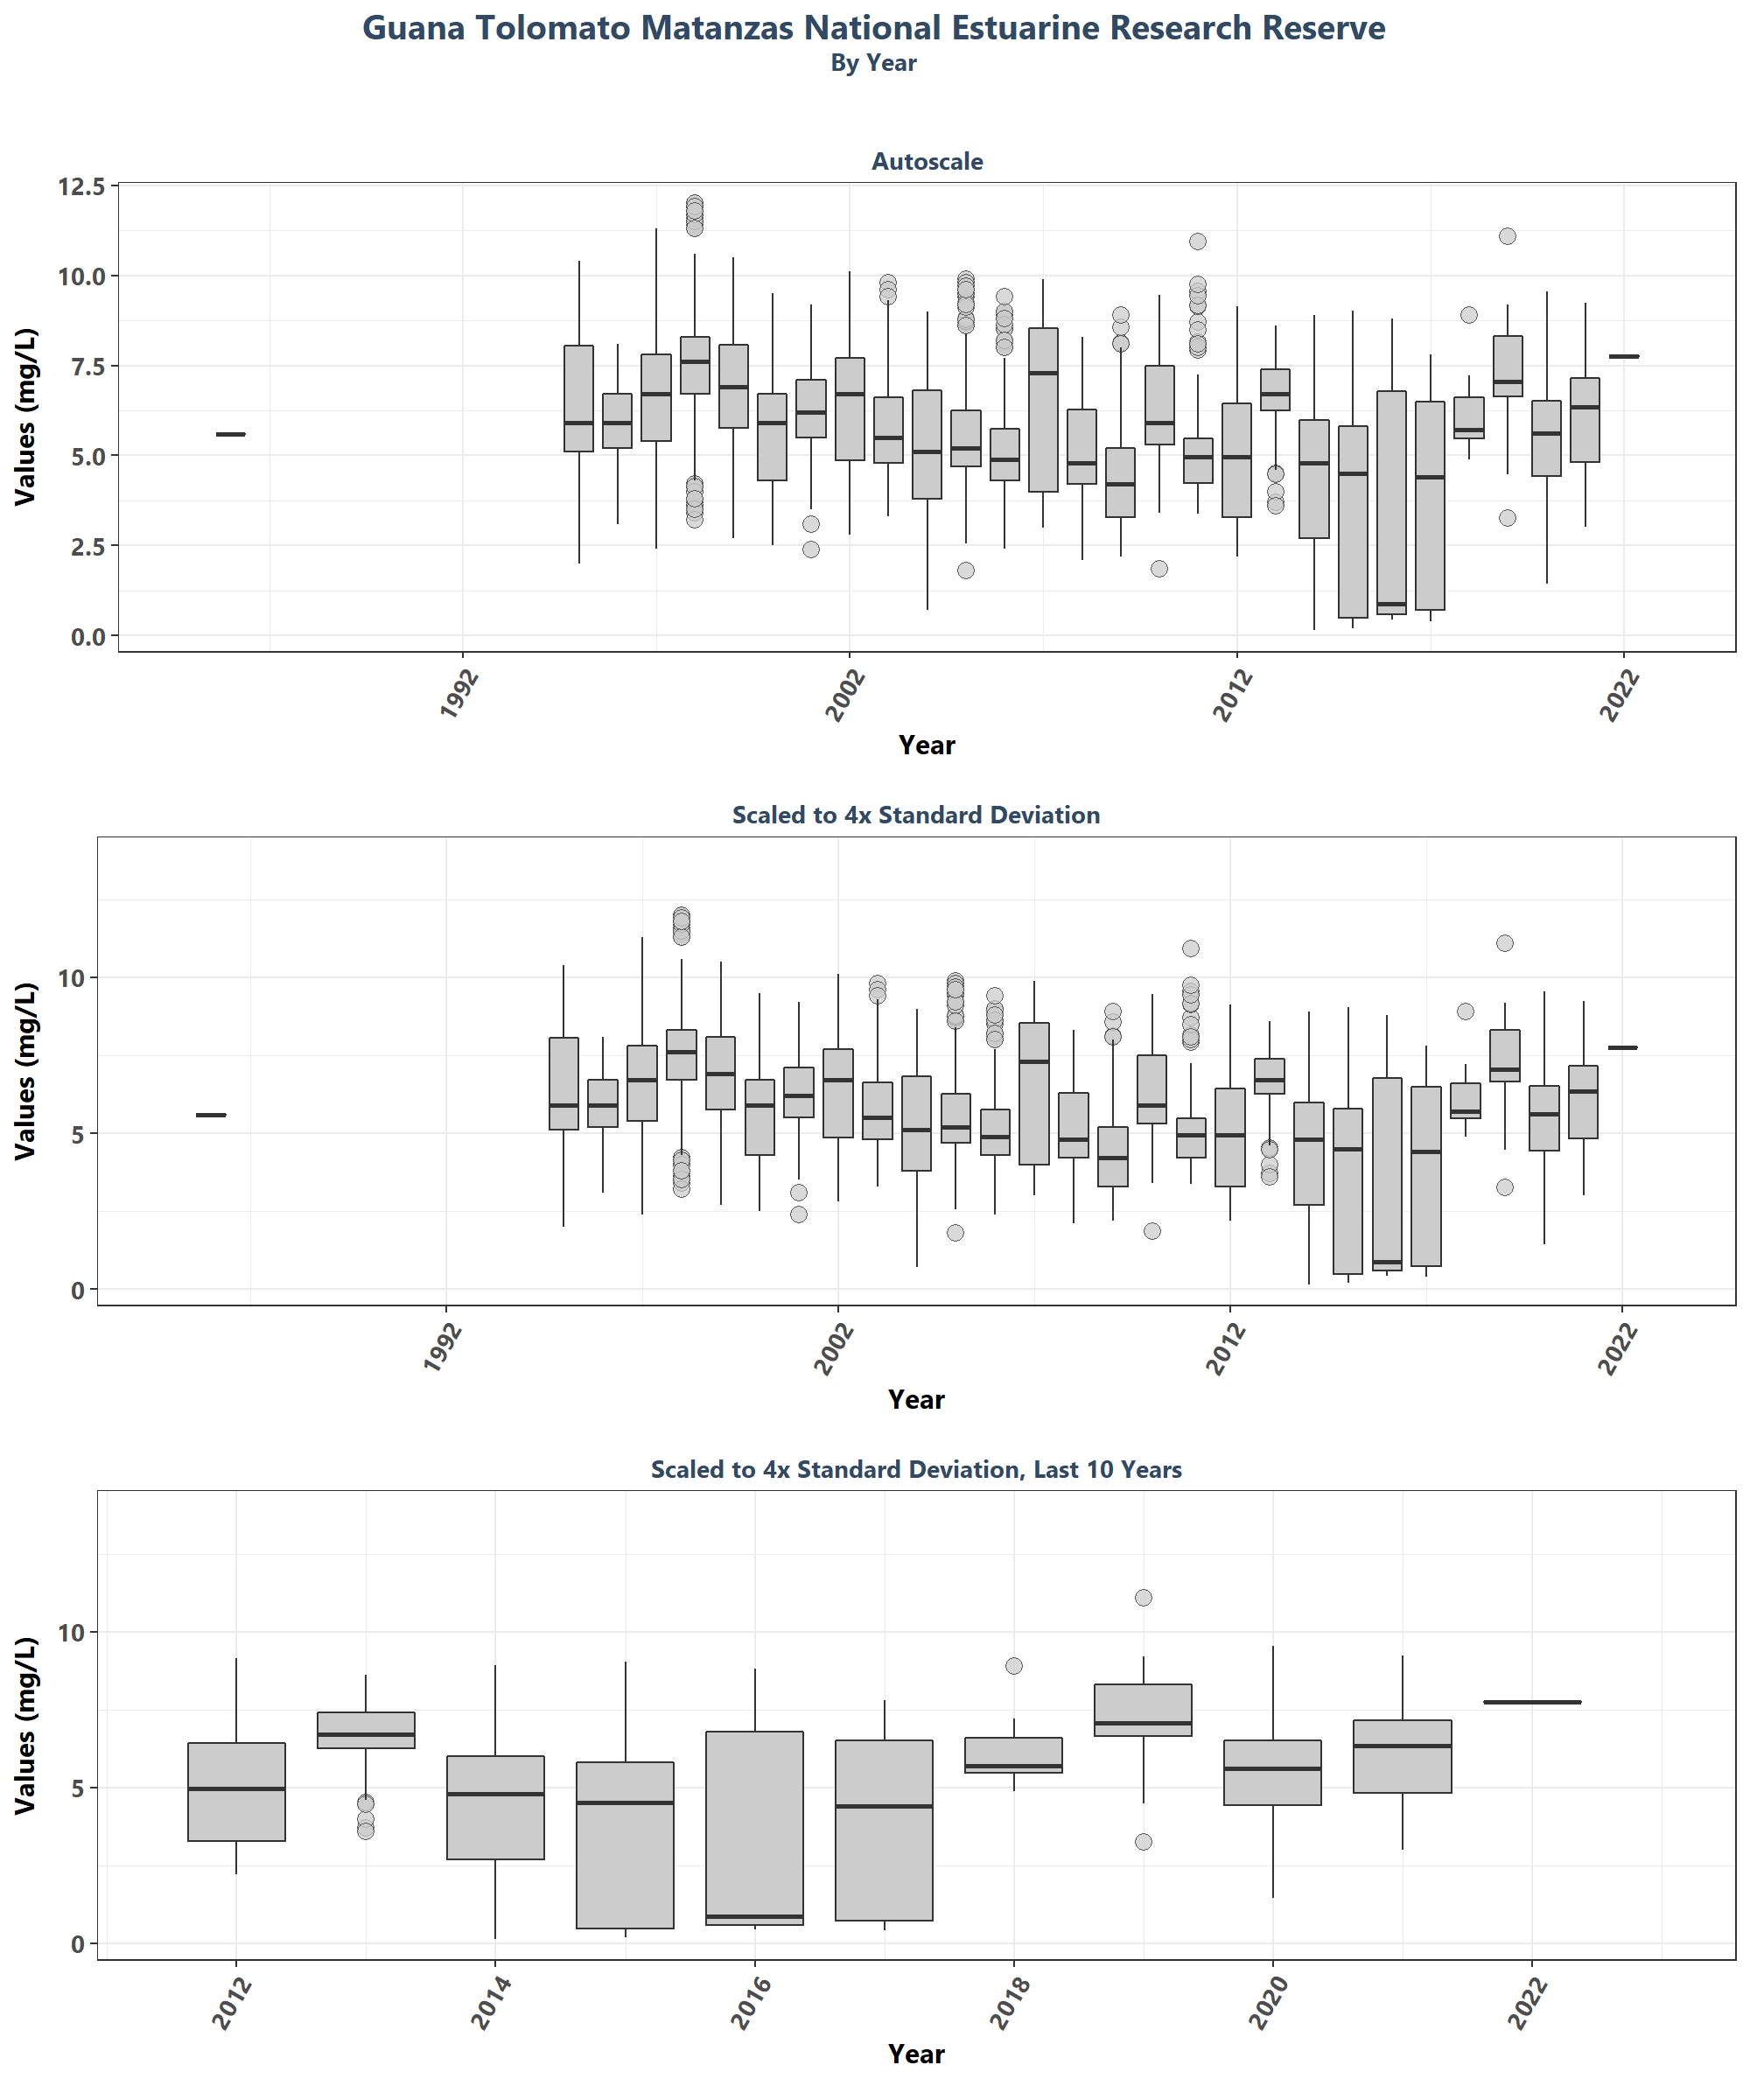 Guana Tolomato Matanzas National Estuarine Research Reserve
By Year
Autoscale
12.5
10.0
7.5
5.0
2.5
0.0
Values (mg/L)
1992
2002
2012
2022
Year
Scaled to 4x Standard Deviation
10
5
0
Values (mg/L)
1992
2002
2012
2022
Year
Scaled to 4x Standard Deviation, Last 10 Years
10
5
0
Values (mg/L)
2012
2014
2016
2018
2020
2022
Year